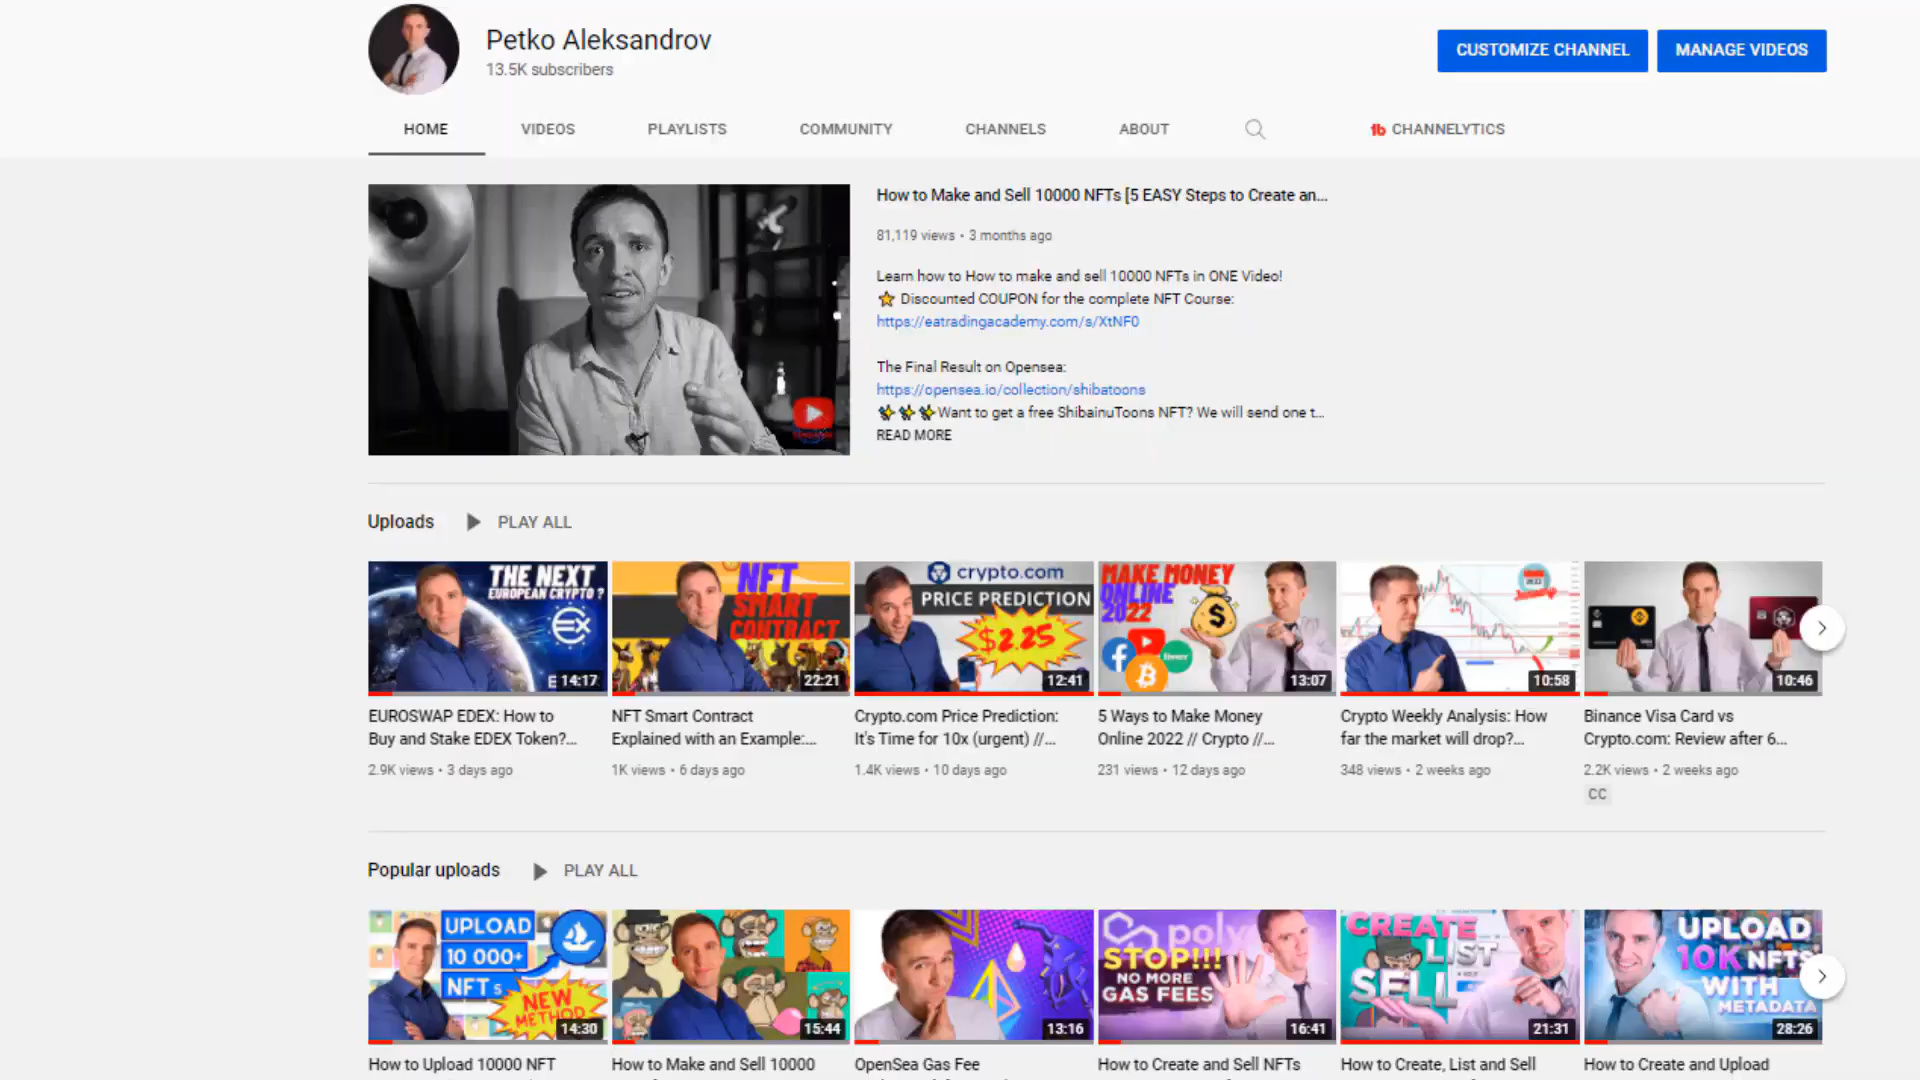 Petko Aleksandrov
13.5K subscribers
CUSTOMIZE CHANNEL
MANAGE VIDEOS
HOME
VIDEOS
PLAYLISTS
COMMUNITY
CHANNELS
ABOUT
CHANNELYTICS
How to Make and Sell 10000 NFTs [5 EASY Steps to Create an...
81,119 views • 3 months ago
Learn how to How to make and sell 10000 NFTs in ONE Video!
Discounted COUPON for the complete NFT Course:
https://eatradingacademy.com/s/XtNF0
The Final Result on Opensea:
https://opensea.io/collection/shibatoons
Want to get a free ShibainuToons NFT? We will send one t...
READ MORE
Uploads
PLAY ALL
THE NEXT
EUROPEAN CRYPTO ?
EX
E
14:17
NFT
SMART
CONTRACT
22:21
crypto.com
PRICE PREDICTION
$2.25
12:41
MAKE MONEY
ONLINE
2022
$
fiverr
13:07
2022
10:58
10:46
EUROSWAP EDEX: How to
Buy and Stake EDEX Token?...
2.9K views • 3 days ago
NFT Smart Contract
Explained with an Example:...
1K views • 6 days ago
Crypto.com Price Prediction:
It's Time for 10x (urgent) //...
1.4K views • 10 days ago
5 Ways to Make Money
Online 2022 // Crypto //...
231 views • 12 days ago
Crypto Weekly Analysis: How
far the market will drop?...
348 views • 2 weeks ago
Binance Visa Card vs
Crypto.com: Review after 6...
2.2K views • 2 weeks ago
CC
Popular uploads
PLAY ALL
UPLOAD
10 000+
NFTs
NEW
METHOD
14:30
15:44
13:16
poly
STOP!!!
NO MORE
GAS FEES
16:41
CREATE
LIST
SELL
21:31
UPLOAD
10K NFTS
WITH
METADATA
28:26
How to Upload 10000 NFT
How to Make and Sell 10000
OpenSea Gas Fee
How to Create and Sell NFTs
How to Create, List and Sell
How to Create and Upload